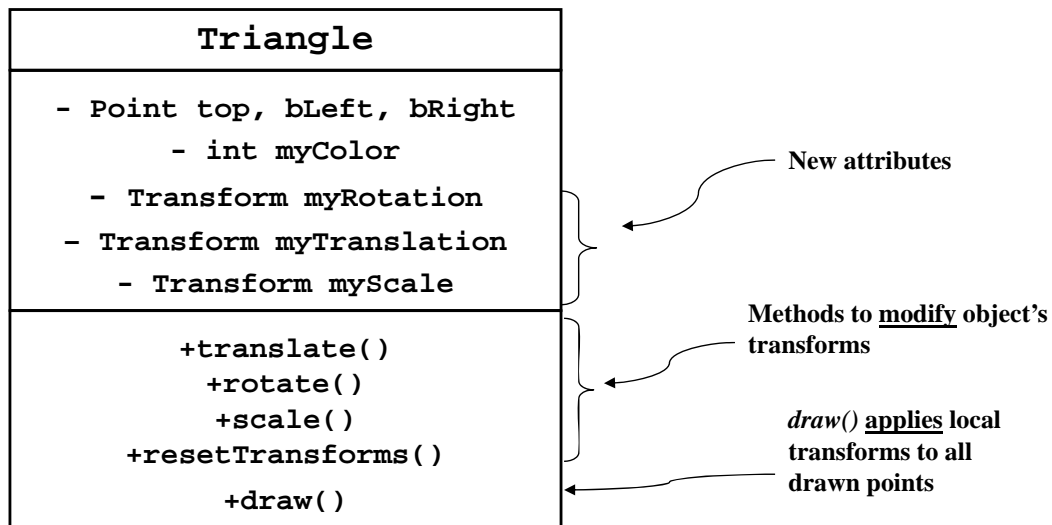 Triangle
- Point top, bLeft, bRight
- int myColor
- Transform myRotation
– Transform myTranslation
- Transform myScale
+translate()
+rotate()
+scale()
+resetTransforms()
+draw()
New attributes
Methods to modify object’s
transforms
draw() applies local
transforms to all
drawn points